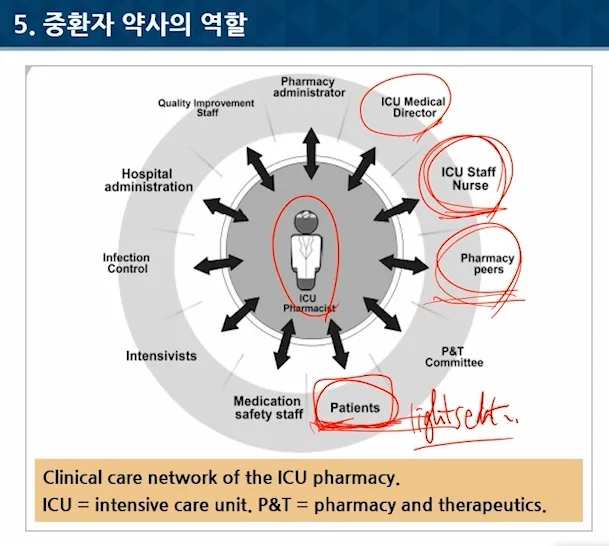 5. 중환자 약사의 역할
Pharmacy
administrator
ICU Medical
Director
ICU Staff
Nurse
Pharmacy
peers
P&T
Committee
Patients
Medication
safety staff
Intensivists
Infection
Control
Hospital
administration
Quality Improvement
Staff
ICU
Pharmacist
Clinical care network of the ICU pharmacy.
ICU = intensive care unit. P&T = pharmacy and therapeutics.